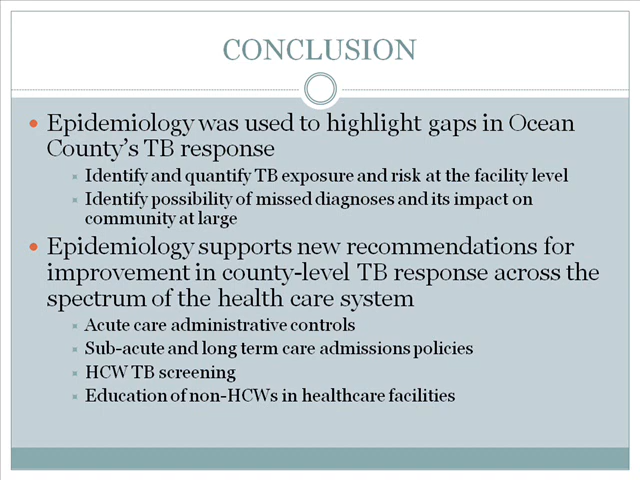 CONCLUSION
Epidemiology was used to highlight gaps in Ocean
County's TB response
Identify and quantify TB exposure and risk at the facility level
Identify possibility of missed diagnoses and its impact on
community at large
Epidemiology supports new recommendations for
improvement in county-level TB response across the
spectrum of the health care system
Acute care administrative controls
Sub-acute and long term care admissions policies
HCW TB screening
Education of non-HCWs in healthcare facilities